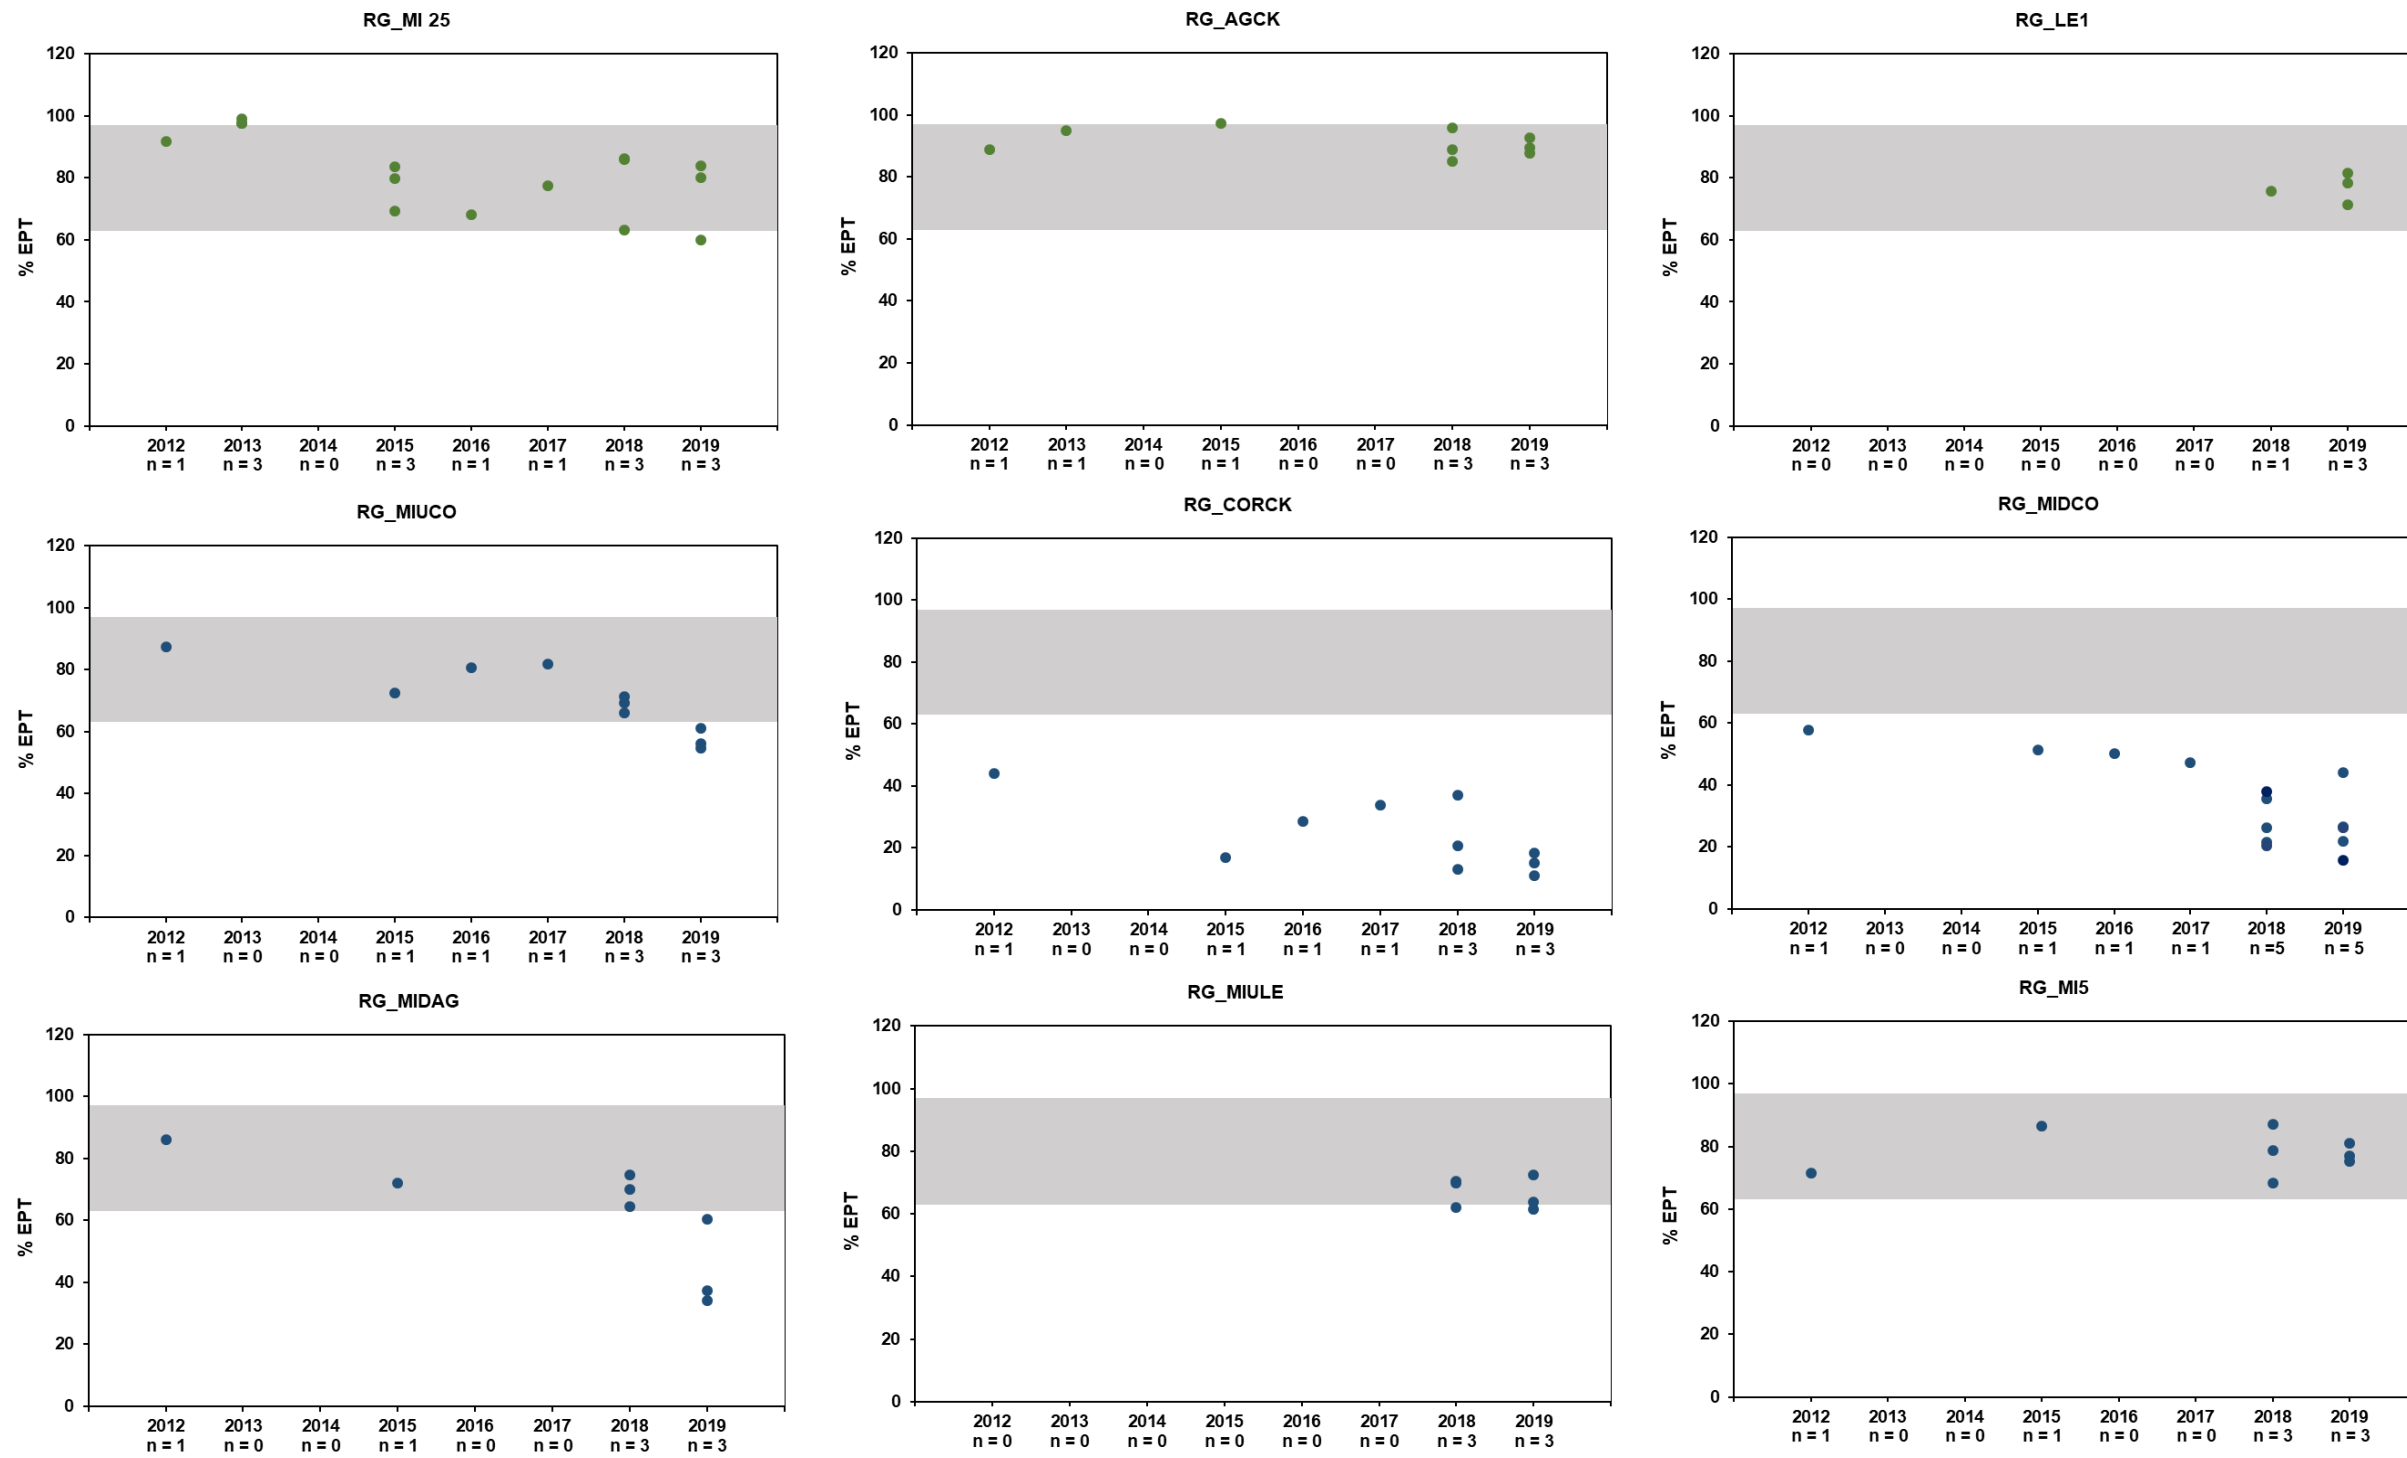 RG_MI 25
120
100
80
60
40
20
0
% EPT
2012 2013 2014 2015 2016 2017 2018 2019
n = 1 n = 3 n = 0 n = 3 n = 1 n = 1 n = 3 n = 3
RG_AGCK
120
100
80
60
40
20
0
% EPT
2012 2013 2014 2015 2016 2017 2018 2019
n = 1 n = 1 n = 0 n = 1 n = 0 n = 0 n = 3 n = 3
RG_LE1
120
100
80
60
40
20
0
% EPT
2012 2013 2014 2015 2016 2017 2018 2019
n = 0 n = 0 n = 0 n = 0 n = 0 n = 0 n = 1 n = 3
RG_MIUCO
120
100
80
60
40
20
0
% EPT
2012 2013 2014 2015 2016 2017 2018 2019
n = 1 n = 0 n = 0 n = 1 n = 1 n = 1 n = 3 n = 3
RG_CORCK
120
100
80
60
40
20
0
% EPT
2012 2013 2014 2015 2016 2017 2018 2019
n = 1 n = 0 n = 0 n = 1 n = 1 n = 1 n = 3 n = 3
RG_MIDCO
120
100
80
60
40
20
0
% EPT
2012 2013 2014 2015 2016 2017 2018 2019
n = 1 n = 0 n = 0 n = 1 n = 1 n = 1 n =5 n = 5
RG_MIDAG
120
100
80
60
40
20
0
% EPT
2012 2013 2014 2015 2016 2017 2018 2019
n = 1 n = 0 n = 0 n = 1 n = 0 n = 0 n = 3 n = 3
RG_MIULE
120
100
80
60
40
20
0
% EPT
2012 2013 2014 2015 2016 2017 2018 2019
n = 0 n = 0 n = 0 n = 0 n = 0 n = 0 n = 3 n = 3
RG_MI5
120
100
80
60
40
20
0
% EPT
2012 2013 2014 2015 2016 2017 2018 2019
n = 1 n = 0 n = 0 n = 1 n = 0 n = 0 n = 3 n = 3